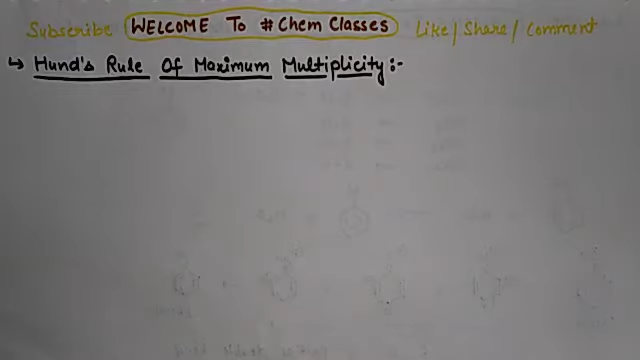 Subscribe WELCOME To #Chem Classes Like/Share/Comment
↳ Hund's Rule Of Maximum Multiplicity:-